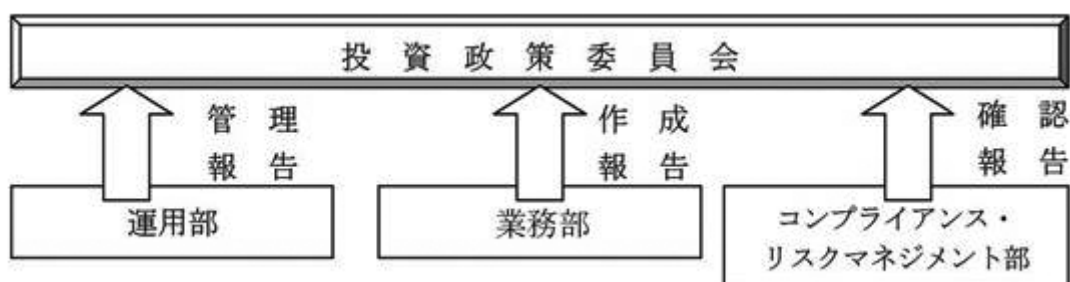 投資政策委員会
管理
報告
作成
報告
確認
報告
運用部
業務部
コンプライアンス・
リスクマネジメント部